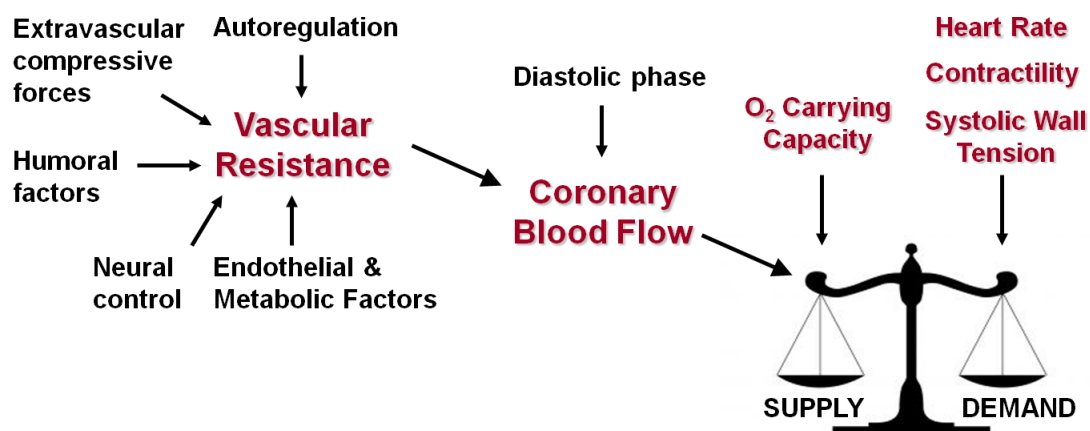 Extravascular
compressive
forces
Autoregulation
Vascular
Resistance
Humoral
factors
Neural
control
Endothelial &
Metabolic Factors
Diastolic phase
Coronary
Blood Flow
O₂ Carrying
Capacity
Heart Rate
Contractility
Systolic Wall
Tension
SUPPLY
DEMAND